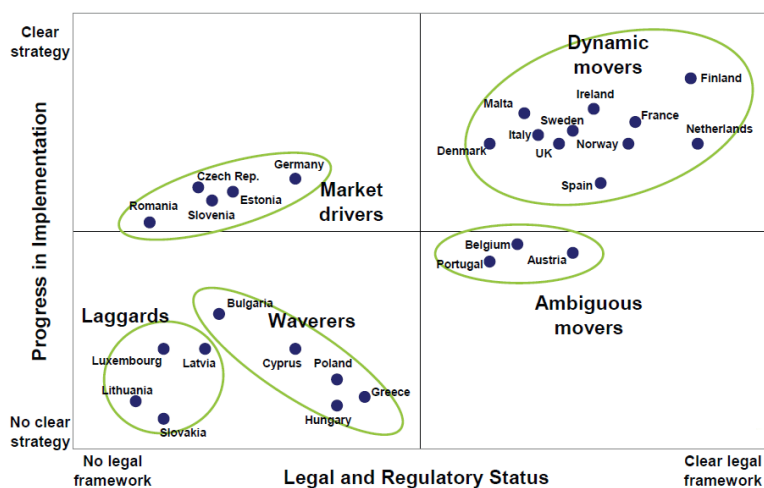 Clear
strategy
Progress in Implementation
No clear
strategy
Dynamic
movers
Finland
Ireland
Malta
Sweden
France
Italy
Denmark
UK
Norway
Netherlands
Spain
Germany
Czech Rep.
Market
drivers
Estonia
Romania
Slovenia
Belgium
Portugal
Austria
Ambiguous
movers
Bulgaria
Laggards
Waverers
Luxembourg
Latvia
Cyprus
Poland
Lithuania
Greece
Hungary
Slovakia
No legal
framework
Legal and Regulatory Status
Clear legal
framework